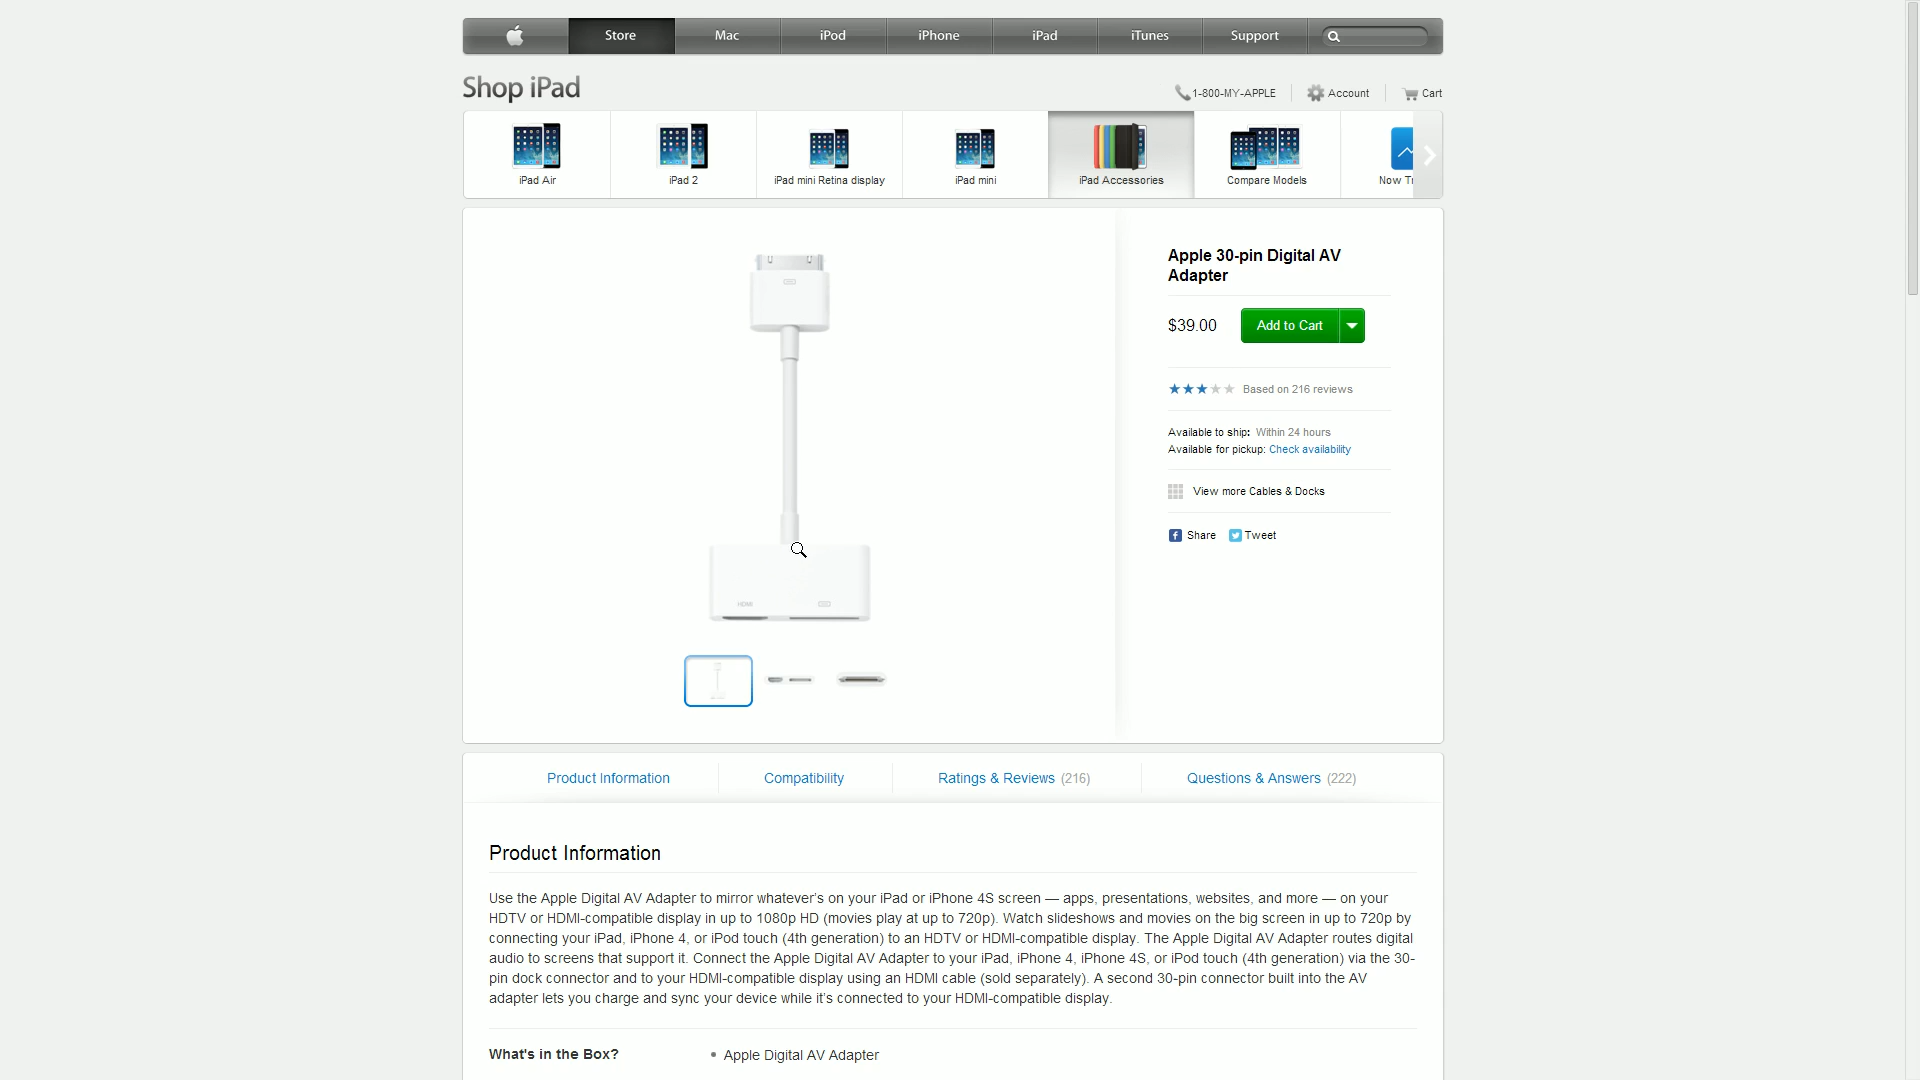 Store
Mac
iPod
iPhone
iPad
iTunes
Support
Shop iPad
1-800-MY-APPLE
Account
Cart
iPad Air
iPad 2
iPad mini Retina display
iPad mini
iPad Accessories
Compare Models
Now
Apple 30-pin Digital AV
Adapter
$39.00
Add to Cart
Based on 216 reviews
Available to ship: Within 24 hours
Available for pickup: Check availability
View more Cables & Docks
Share
Tweet
HDMI
Product Information
Compatibility
Ratings & Reviews (216)
Questions & Answers (222)
Product Information
Use the Apple Digital AV Adapter to mirror whatever's on your iPad or iPhone 4S screen — apps, presentations, websites, and more — on your
HDTV or HDMI-compatible display in up to 1080p HD (movies play at up to 720p). Watch slideshows and movies on the big screen in up to 720p by
connecting your iPad, iPhone 4, or iPod touch (4th generation) to an HDTV or HDMI-compatible display. The Apple Digital AV Adapter routes digital
audio to screens that support it. Connect the Apple Digital AV Adapter to your iPad, iPhone 4, iPhone 4S, or iPod touch (4th generation) via the 30-
pin dock connector and to your HDMI-compatible display using an HDMI cable (sold separately). A second 30-pin connector built into the AV
adapter lets you charge and sync your device while it's connected to your HDMI-compatible display.
What's in the Box?
• Apple Digital AV Adapter